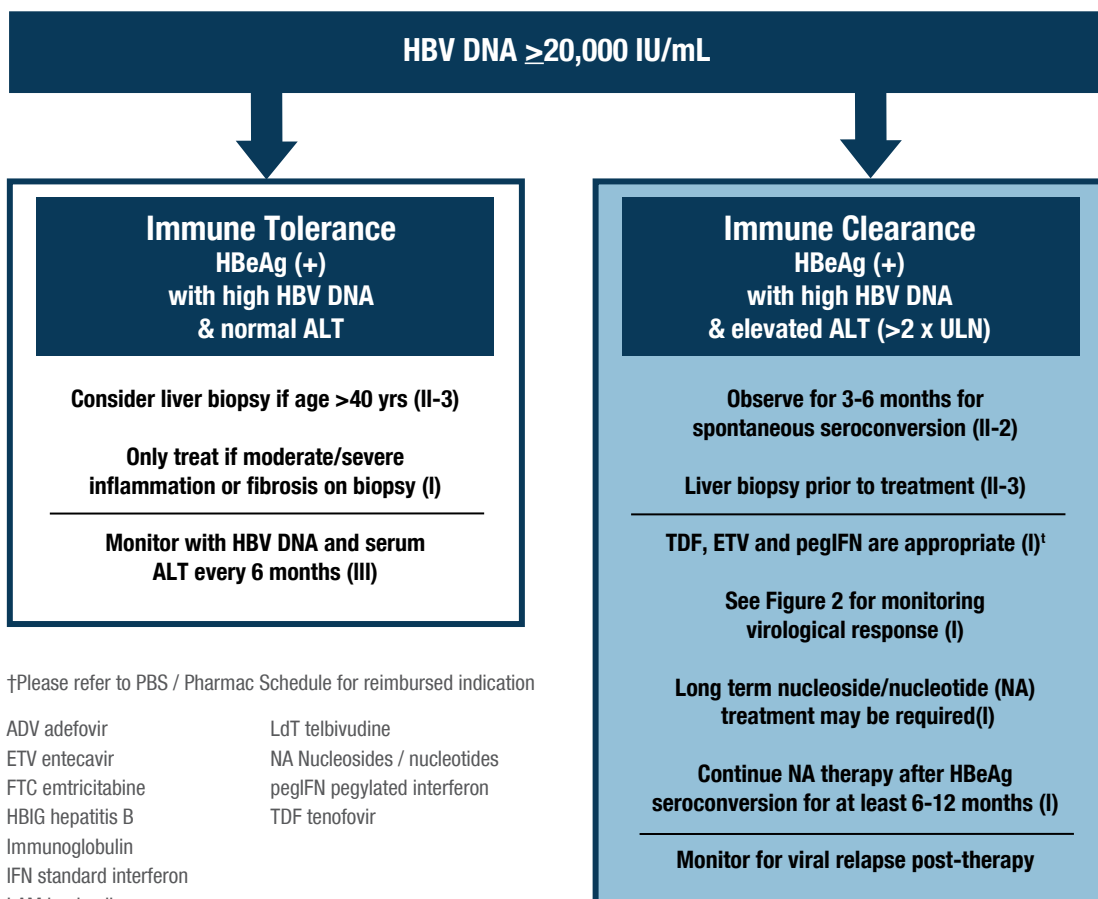 HBV DNA ≥20,000 IU/mL
Immune Tolerance
HBeAg (+)
with high HBV DNA
& normal ALT
Consider liver biopsy if age >40 yrs (II-3)
Only treat if moderate/severe
inflammation or fibrosis on biopsy (I)
Monitor with HBV DNA and serum
ALT every 6 months (III)
Immune Clearance
HBeAg (+)
with high HBV DNA
& elevated ALT (>2 x ULN)
Observe for 3-6 months for
spontaneous seroconversion (II-2)
Liver biopsy prior to treatment (II-3)
TDF, ETV and pegIFN are appropriate (I)ᵗ
See Figure 2 for monitoring
virological response (I)
Long term nucleoside/nucleotide (NA)
treatment may be required(I)
Continue NA therapy after HBeAg
seroconversion for at least 6-12 months (I)
Monitor for viral relapse post-therapy
†Please refer to PBS / Pharmac Schedule for reimbursed indication
ADV adefovir
ETV entecavir
FTC emtricitabine
HBIG hepatitis B
Immunoglobulin
IFN standard interferon
LdT telbivudine
NA Nucleosides / nucleotides
pegIFN pegylated interferon
TDF tenofovir